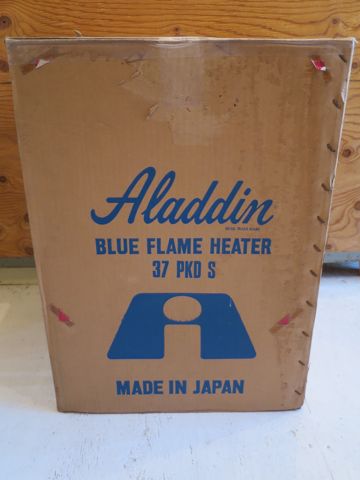 Aladdin
BLUE FLAME HEATER
37 PKD S
MADE IN JAPAN